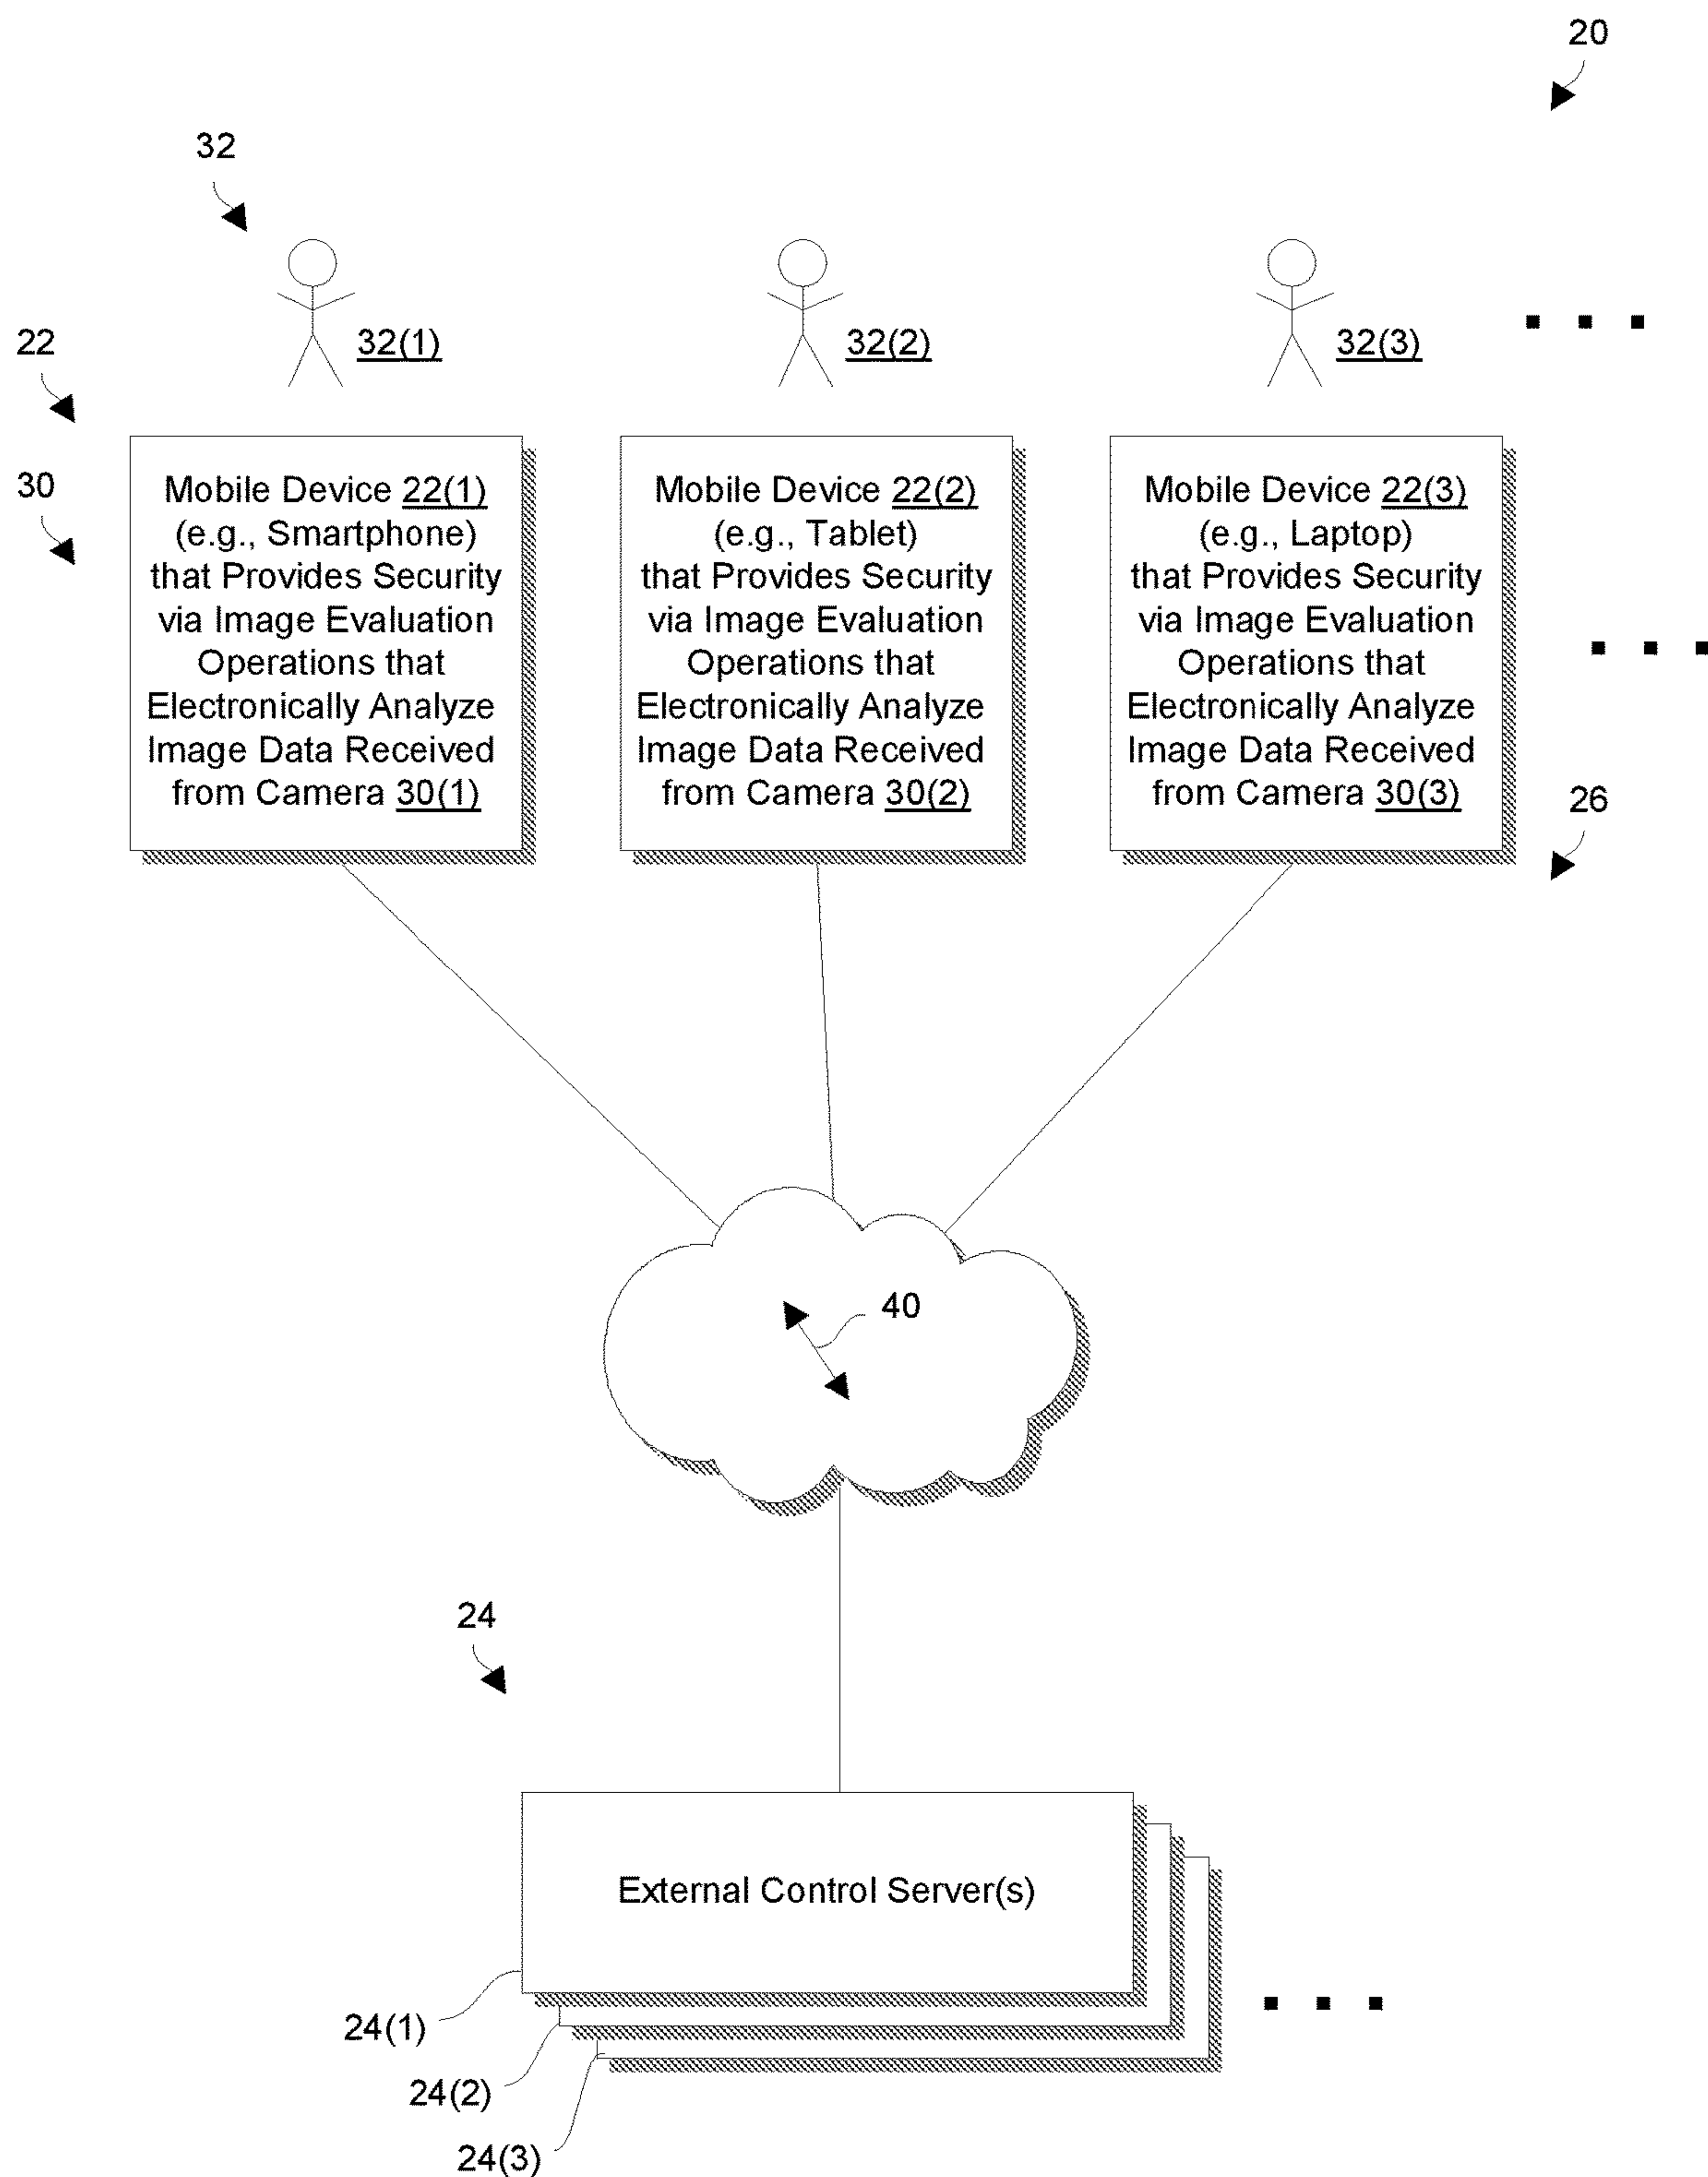 20
32
22
32(1)
32(2)
32(3)
30
Mobile Device 22(1)
(e.g., Smartphone)
that Provides Security
via Image Evaluation
Operations that
Electronically Analyze
Image Data Received
from Camera 30(1)
Mobile Device 22(2)
(e.g., Tablet)
that Provides Security
via Image Evaluation
Operations that
Electronically Analyze
Image Data Received
from Camera 30(2)
Mobile Device 22(3)
(e.g., Laptop)
that Provides Security
via Image Evaluation
Operations that
Electronically Analyze
Image Data Received
from Camera 30(3)
26
40
24
External Control Server(s)
24(1)
24(2)
24(3)